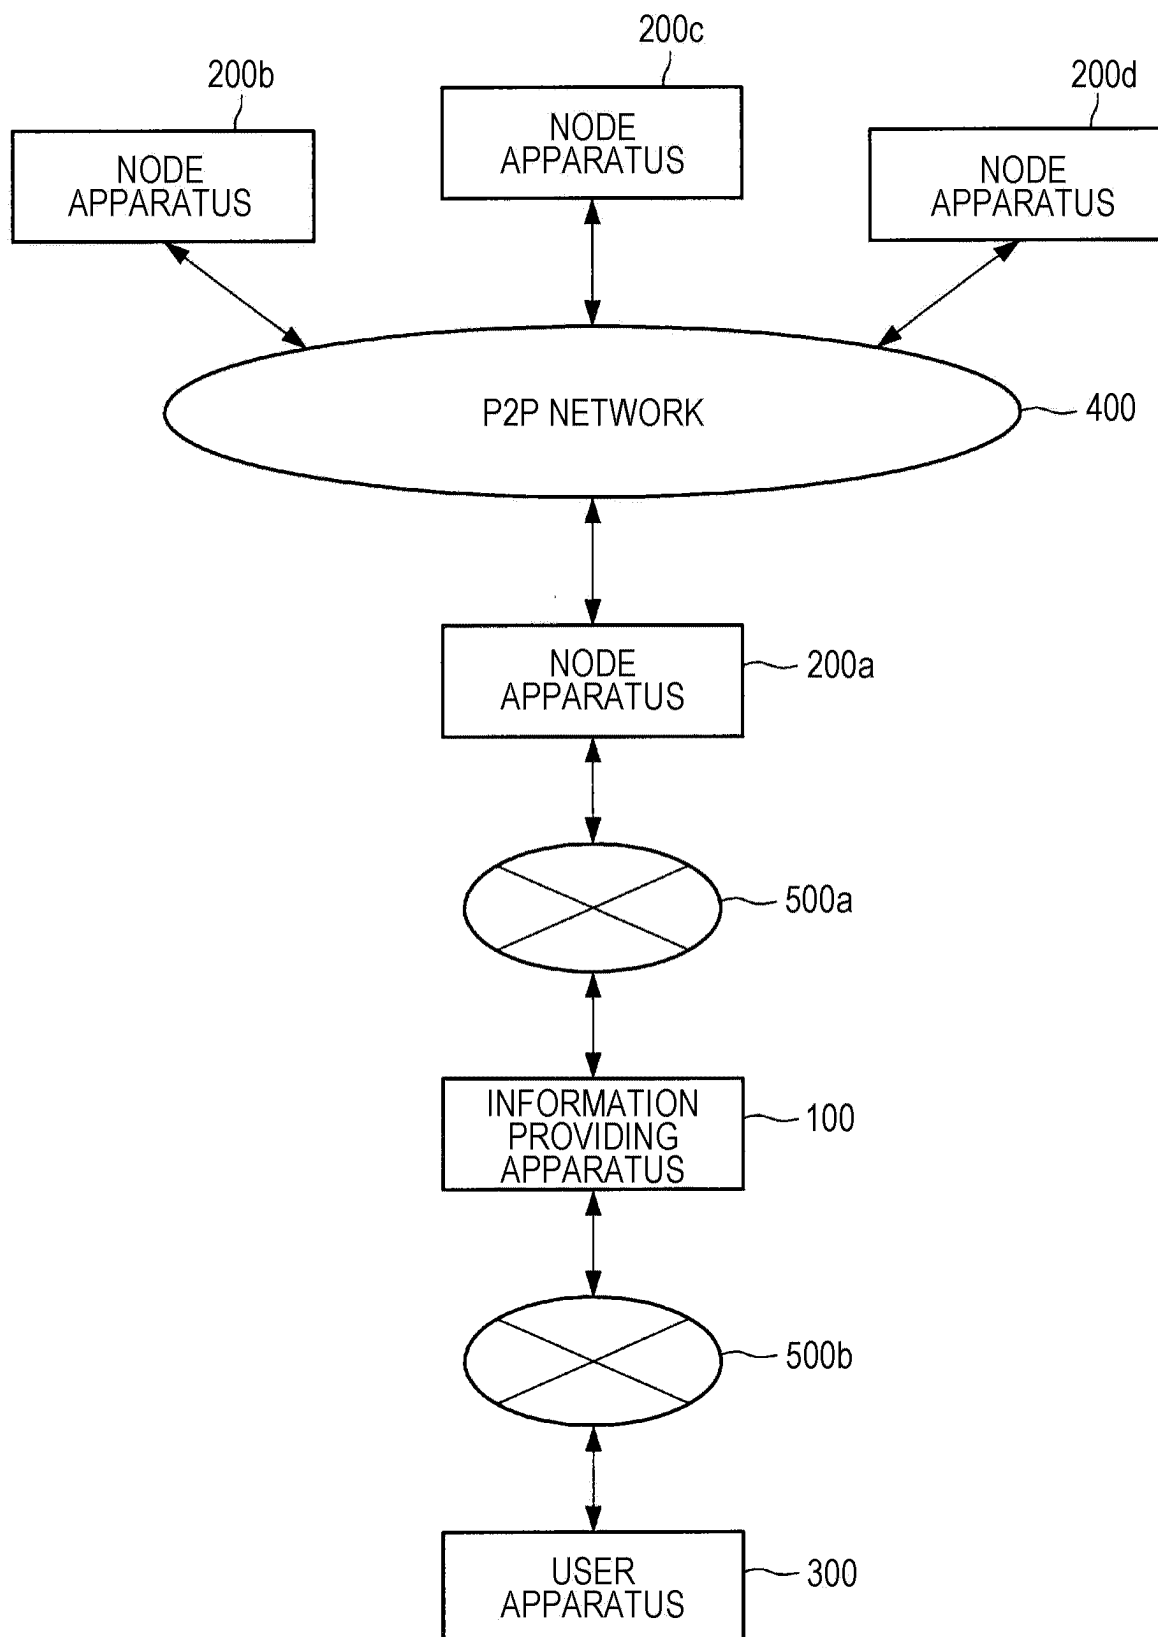 200c
200b
200d
NODE
APPARATUS
NODE
APPARATUS
NODE
APPARATUS
P2P NETWORK
400
NODE
APPARATUS
200a
500a
INFORMATION
PROVIDING
APPARATUS
100
500b
USER
APPARATUS
300